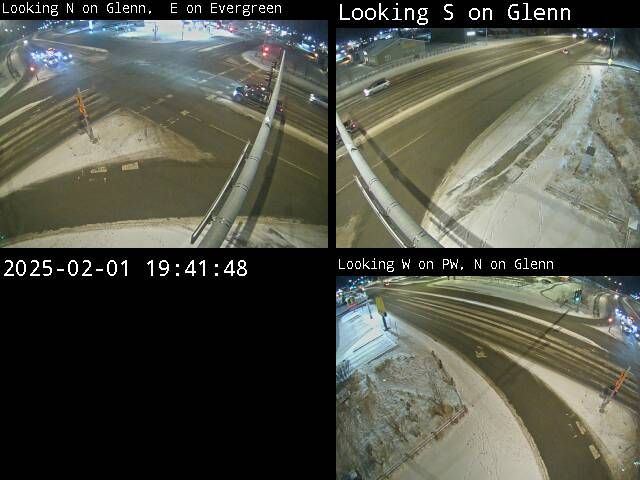 Looking N on Glenn,  E on Evergreen
Looking S on Glenn
2025-02-01 19:41:48
Looking W on PW, N on Glenn